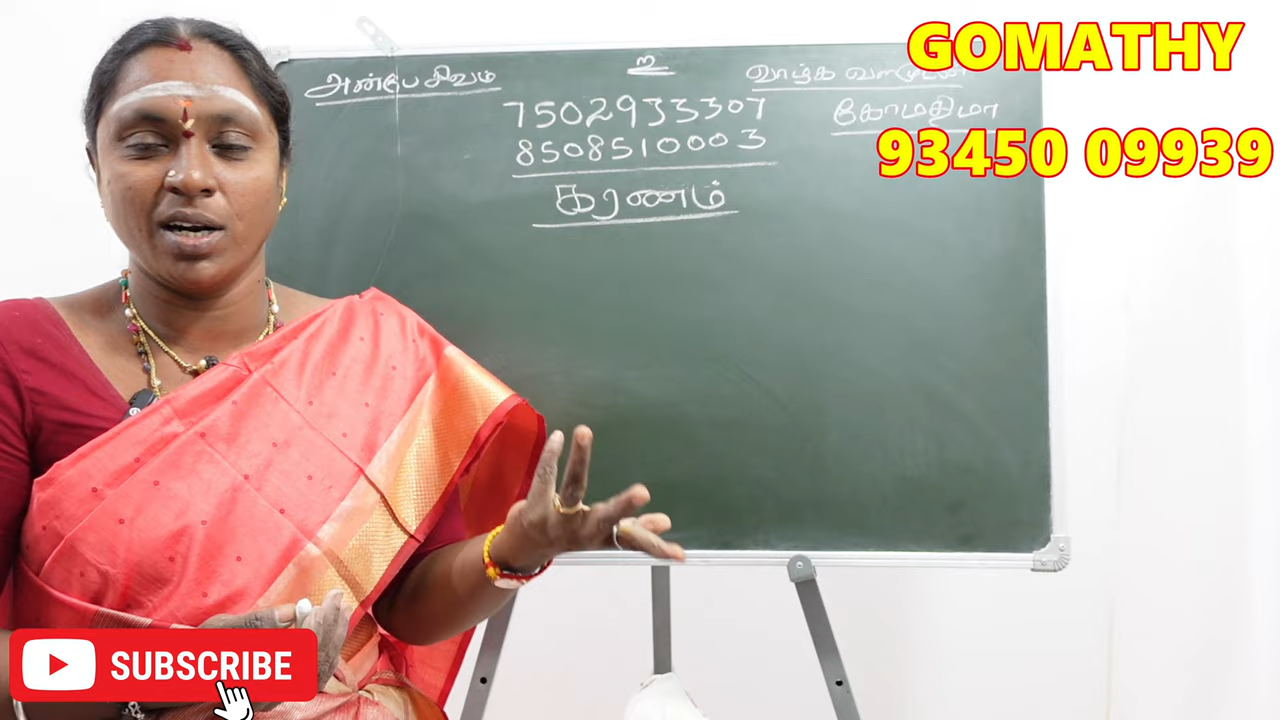 உ
அன்பே சிவம்
வாழ்க வளமுடன்
GOMATHY
7502933307
கோமதிமா
8508510003
93450 09939
கரணம்
SUBSCRIBE